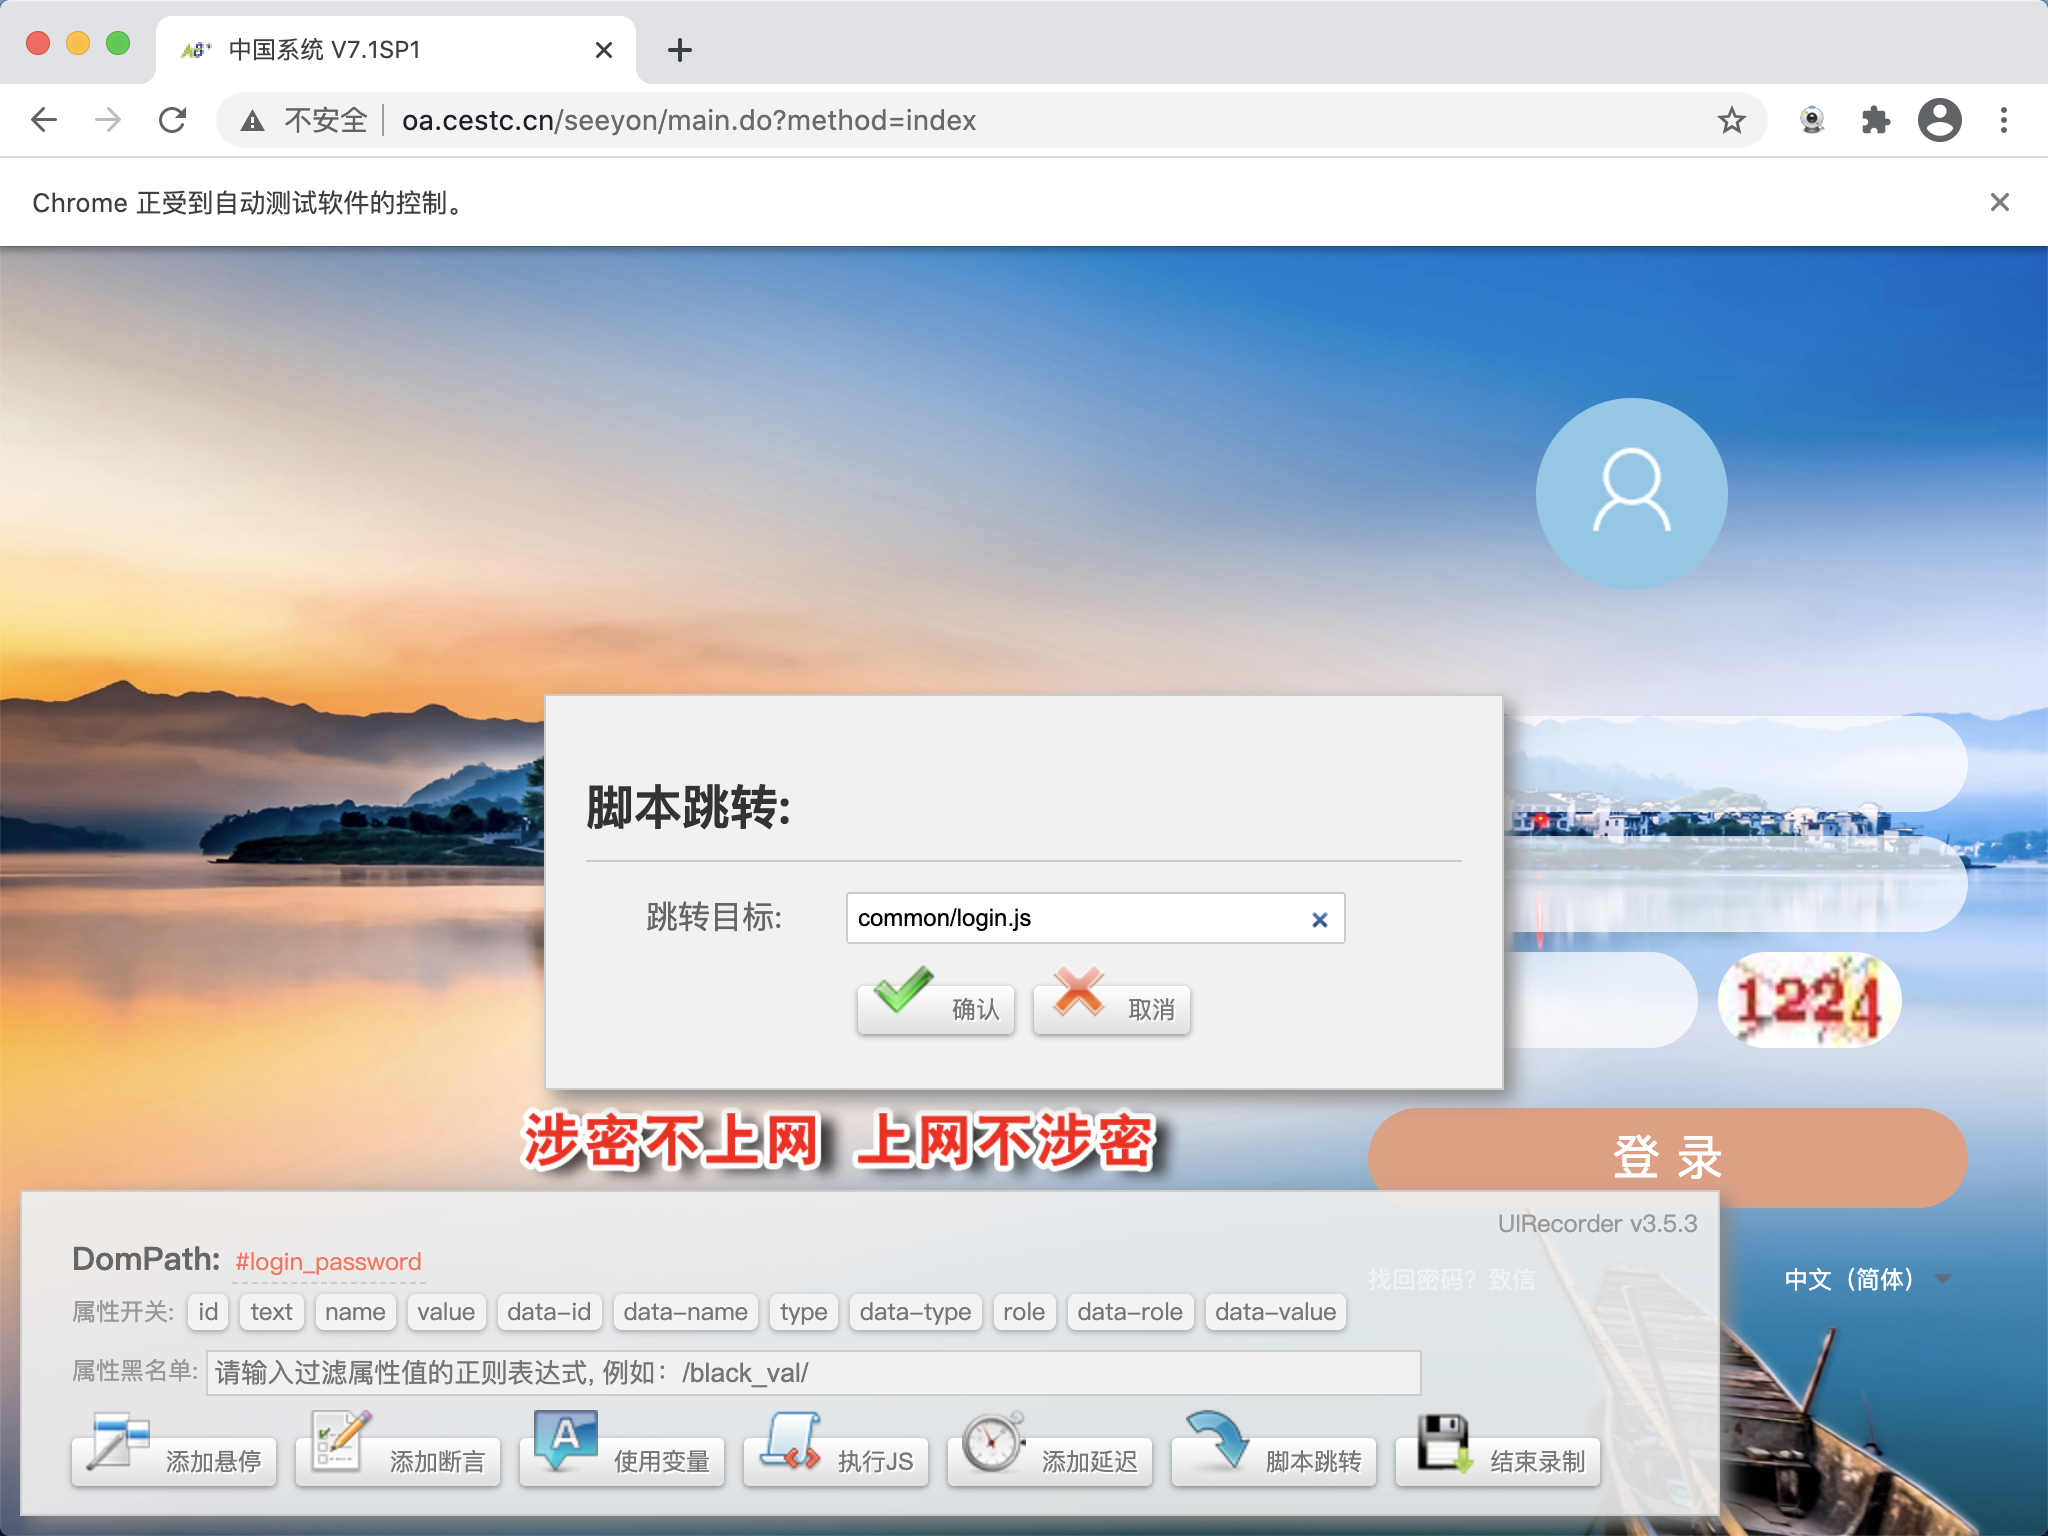 中国系统 V7.1SP1
不安全 oa.cestc.cn/seeyon/main.do?method=index
Chrome 正受到自动测试软件的控制。
脚本跳转:
跳转目标: common/login.js
确认 取消
1224
涉密不上网 上网不涉密
登 录
UIRecorder v3.5.3
DomPath: #login_password
找回密码? 致信 中文（简体）
属性开关: id text name value data-id data-name type data-type role data-role data-value
属性黑名单: 请输入过滤属性值的正则表达式, 例如：/black_val/
添加悬停 添加断言 使用变量 执行JS 添加延迟 脚本跳转 结束录制